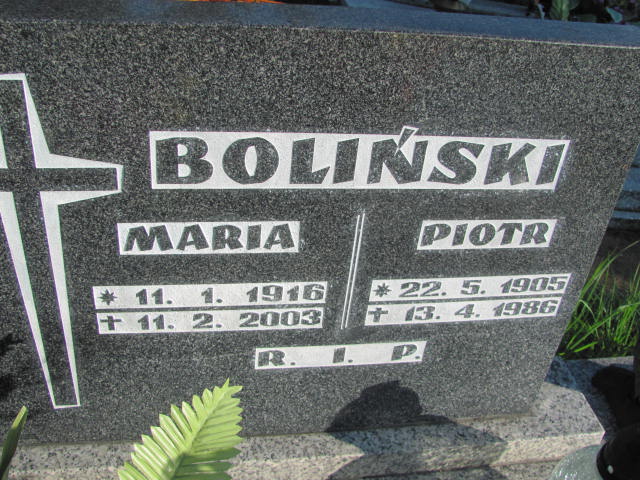 BOLIŃSKI
MARIA
* 11. 1. 1916
✝ 11. 2. 2003
PIOTR
* 22. 5. 1905
✝ 13. 4. 1986
R. I. P.